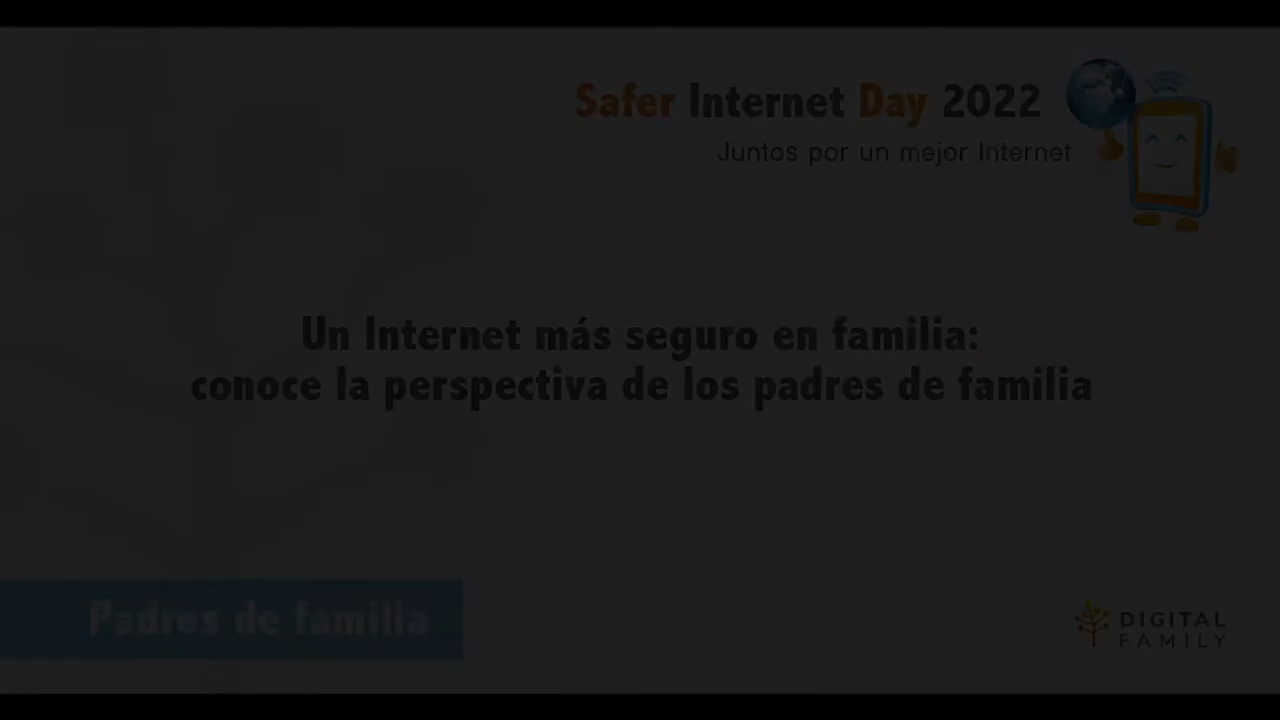 Safer Internet Day 2022
Juntos por un mejor Internet
Un Internet más seguro en familia:
conoce la perspectiva de los padres de familia
Padres de familia
DIGITAL
FAMILY